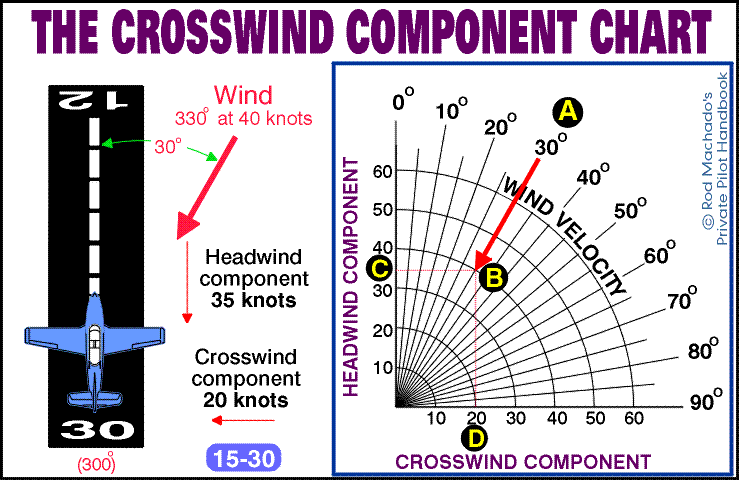 THE CROSSWIND COMPONENT CHART
12
Wind
330° at 40 knots
30°
Headwind
component
35 knots
Crosswind
component
20 knots
30
(300°)
15-30
0°
10°
20°
30°
40°
50°
60°
70°
80°
90°
A
B
C
D
WIND VELOCITY
HEADWIND COMPONENT
60
50
40
30
20
10
10 20 30 40 50 60
CROSSWIND COMPONENT
© Rod Machado's
Private Pilot Handbook